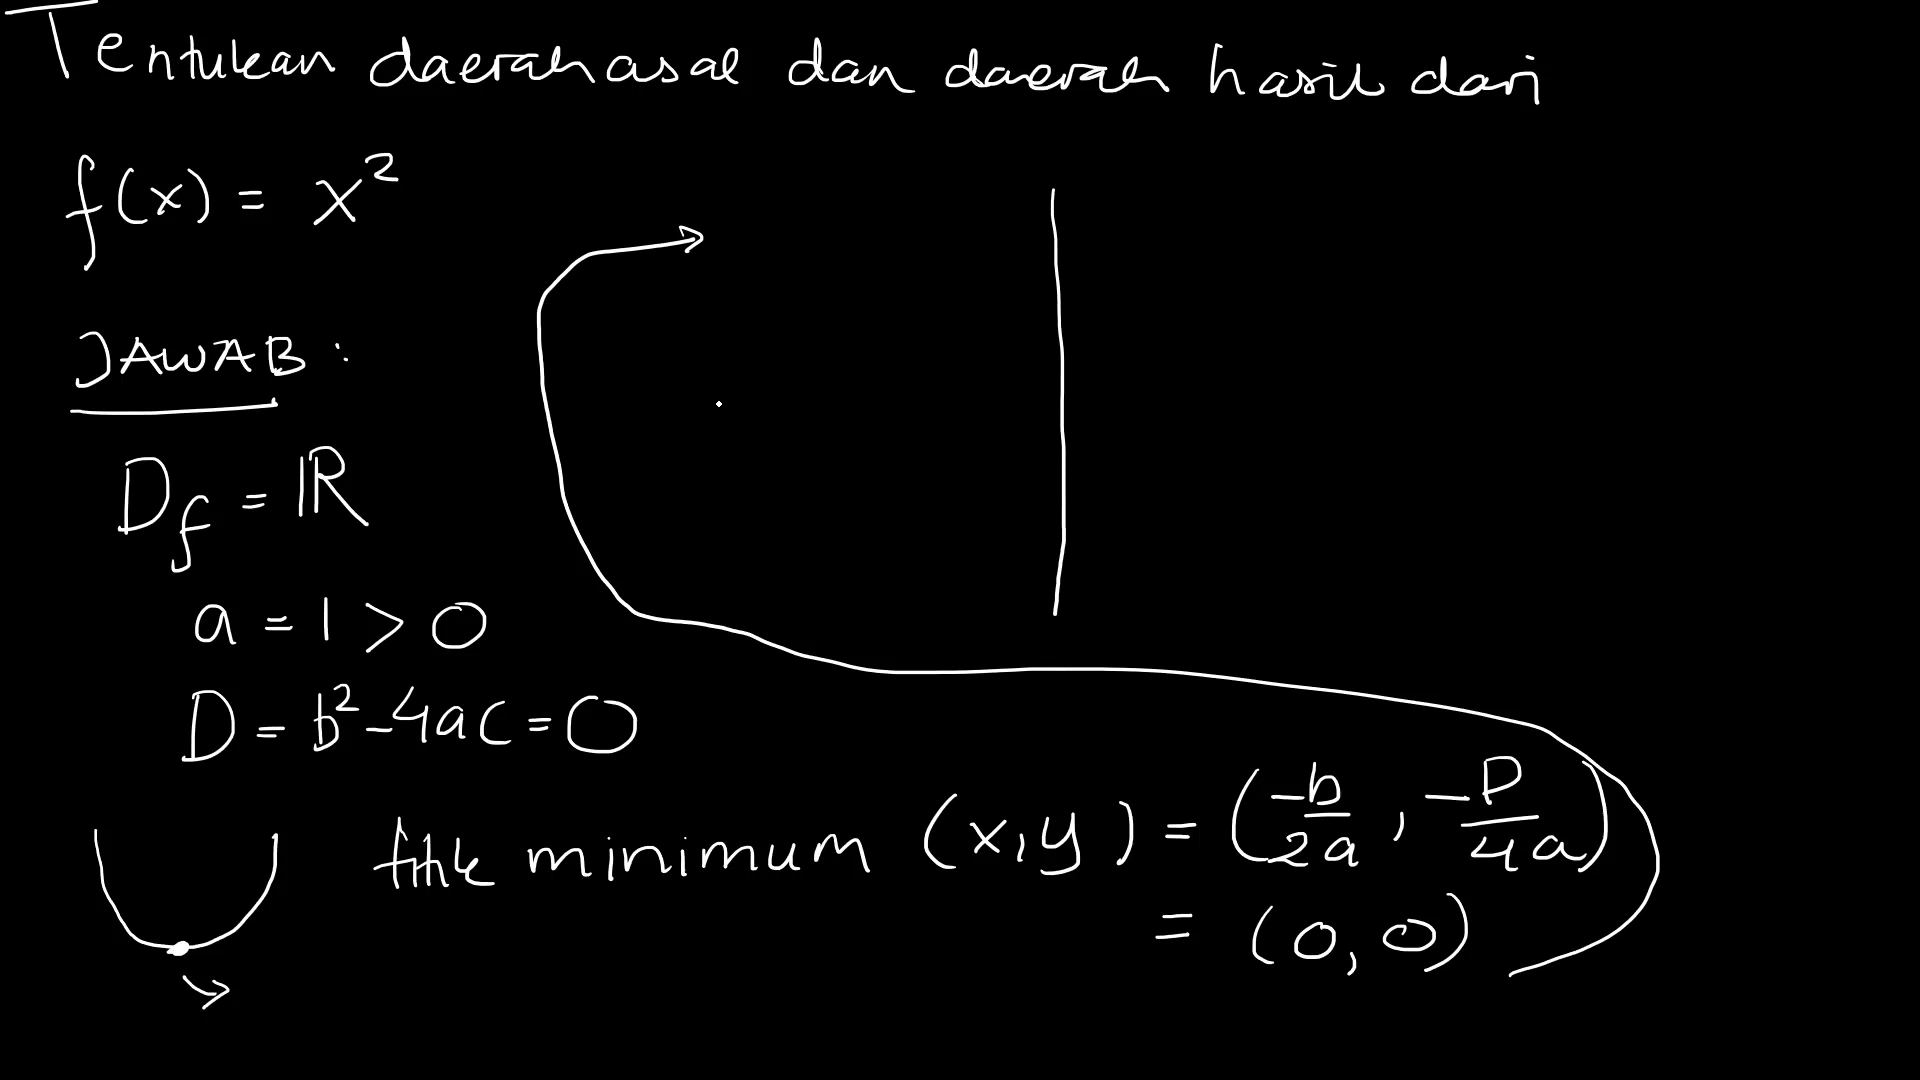 Tentukan daerah asal dan daerah hasil dari
f(x) = x²
JAWAB :
D_f = ℝ
a = 1 > 0
D = b² - 4ac = 0
titik minimum (x, y) = (-b/2a , -D/4a)
= (0, 0)